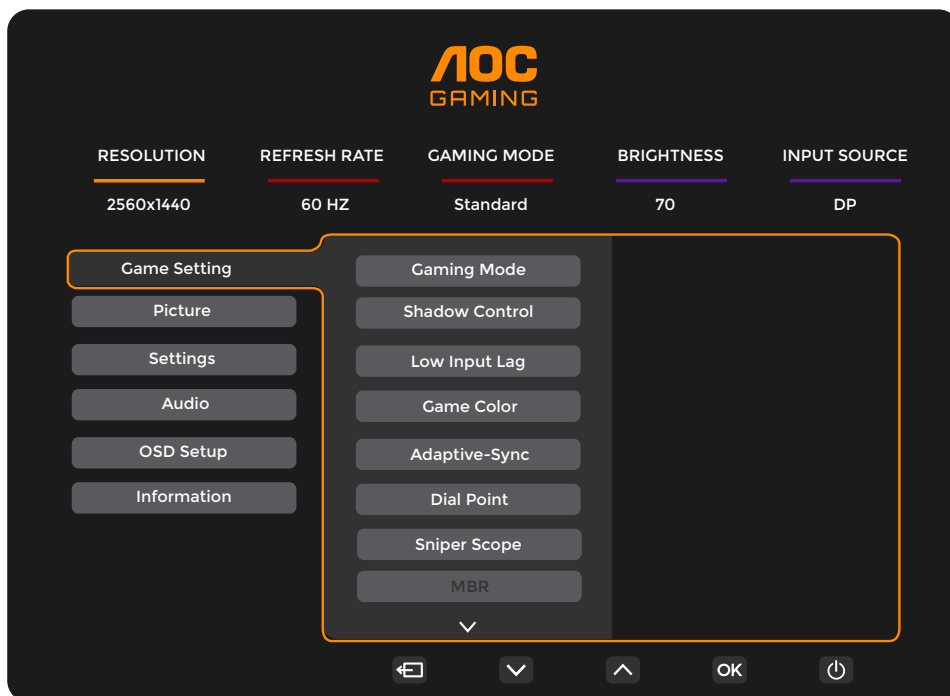 AOC
GAMING
RESOLUTION REFRESH RATE GAMING MODE BRIGHTNESS INPUT SOURCE
2560x1440 60 HZ Standard 70 DP
Game Setting
Picture
Settings
Audio
OSD Setup
Information
Gaming Mode
Shadow Control
Low Input Lag
Game Color
Adaptive-Sync
Dial Point
Sniper Scope
MBR
OK